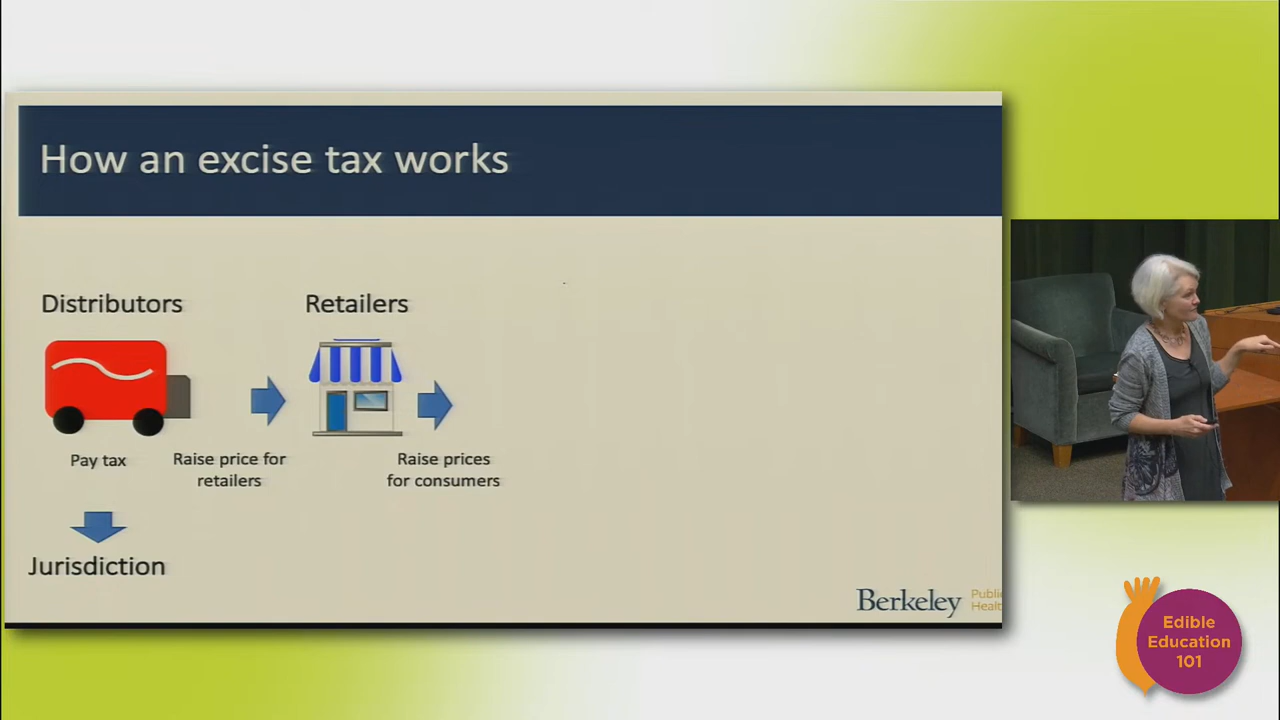 How an excise tax works
Distributors
Retailers
Pay tax
Raise price for
retailers
Raise prices
for consumers
Jurisdiction
Berkeley
Edible
Education
101